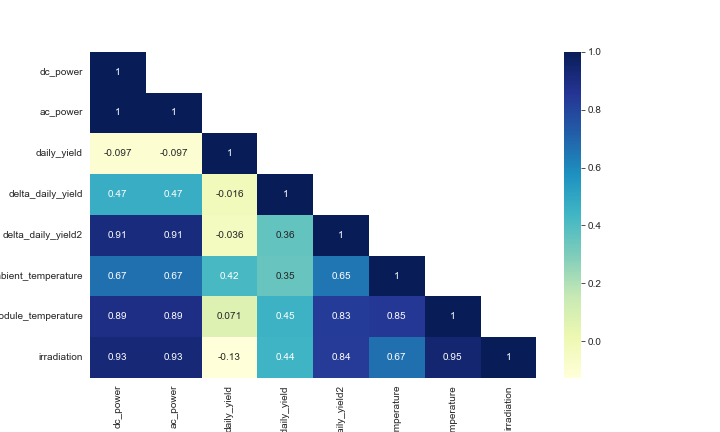 dc_power 1
ac_power 1 1
daily_yield -0.097 -0.097 1
delta_daily_yield 0.47 0.47 -0.016 1
delta_daily_yield2 0.91 0.91 -0.036 0.36 1
bient_temperature 0.67 0.67 0.42 0.35 0.65 1
odule_temperature 0.89 0.89 0.071 0.45 0.83 0.85 1
irradiation 0.93 0.93 -0.13 0.44 0.84 0.67 0.95 1
dc_power
ac_power
daily_yield
daily_yield
aily_yield2
mperature
mperature
irradiation
1.0
0.8
0.6
0.4
0.2
0.0